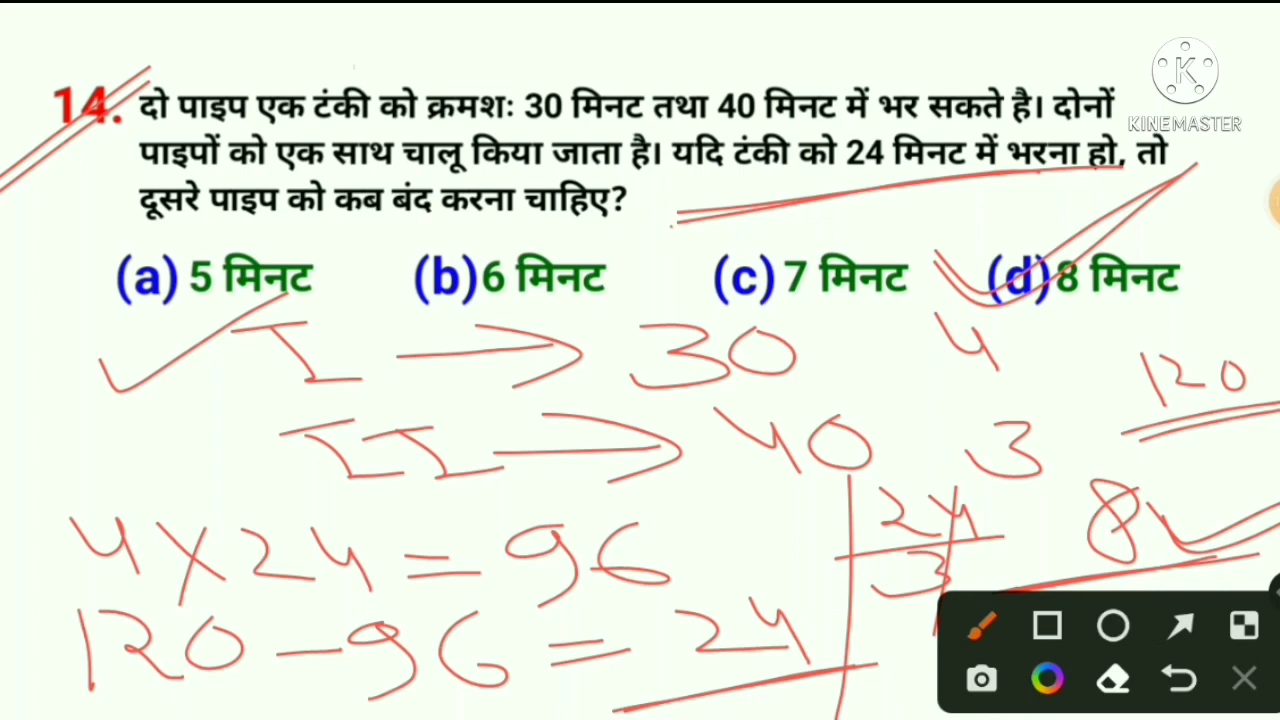 14. दो पाइप एक टंकी को क्रमशः 30 मिनट तथा 40 मिनट में भर सकते है। दोनों
पाइपों को एक साथ चालू किया जाता है। यदि टंकी को 24 मिनट में भरना हो, तो
दूसरे पाइप को कब बंद करना चाहिए?
KINEMASTER
(a) 5 मिनट (b) 6 मिनट (c) 7 मिनट (d) 8 मिनट
I → 30 4 120
II → 40 3
24/3 8
4 × 24 = 96
120 - 96 = 24